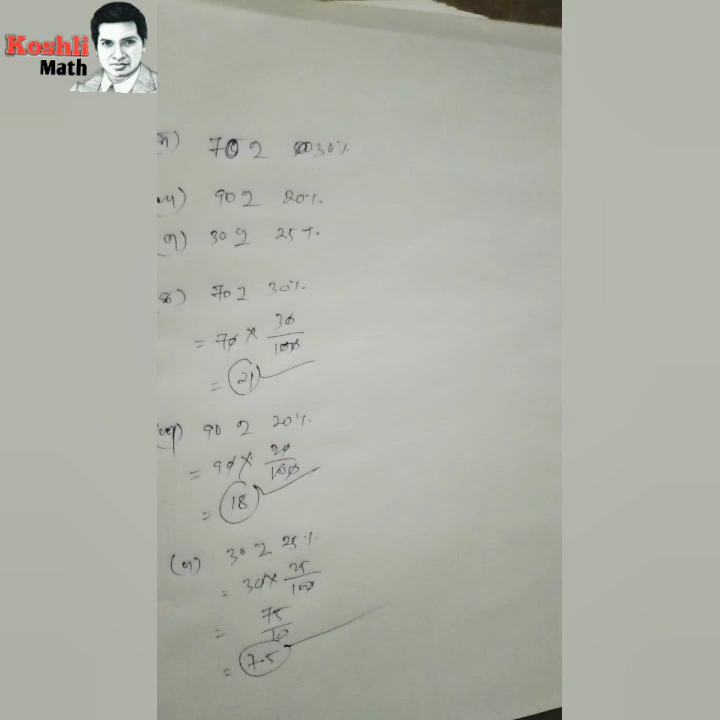 Koshli
Math
କ) 70 ର 30%
ଖ) 90 ର 20%.
ଗ) 30 ର 25%.
କ) 70 ର 30%.
= 70 × 30/100
= 21
ଖ) 90 ର 20%.
= 90 × 20/100
= 18
(ଗ) 30 ର 25%.
= 30 × 25/100
= 75/10
= 7.5